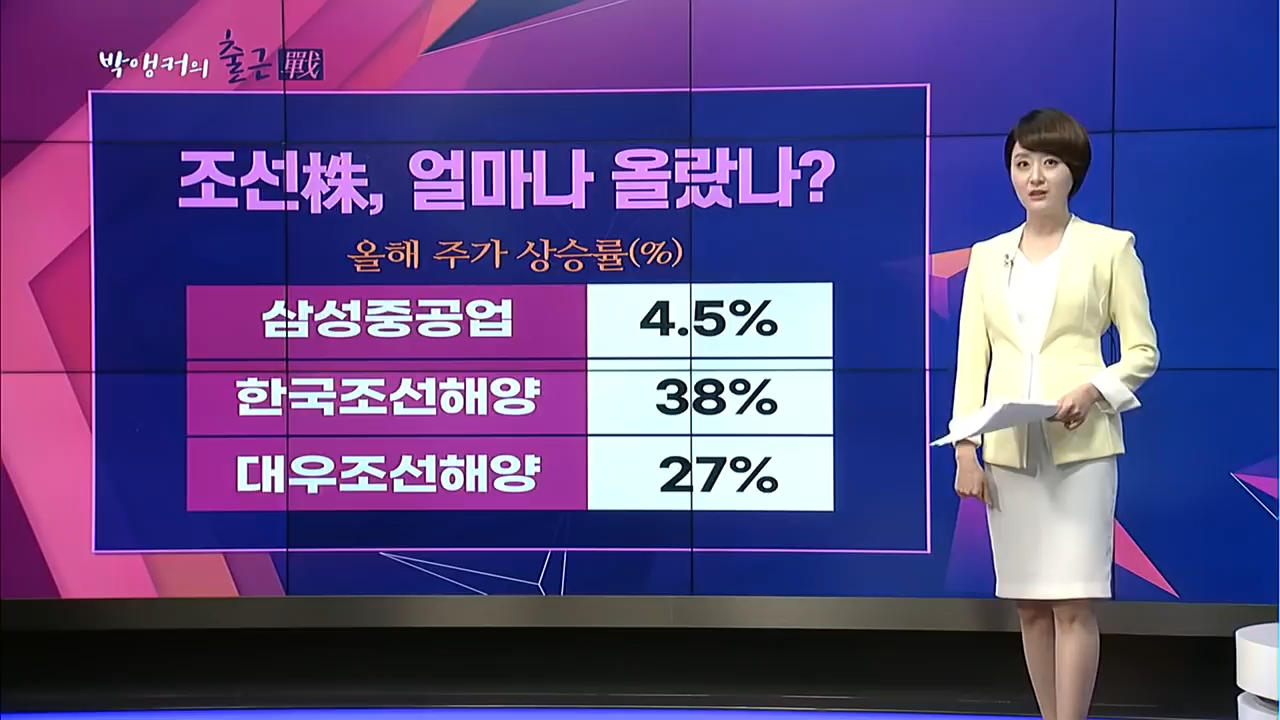 박앵커의 출근 戰
조선株, 얼마나 올랐나?
올해 주가 상승률(%)
삼성중공업 4.5%
한국조선해양 38%
대우조선해양 27%